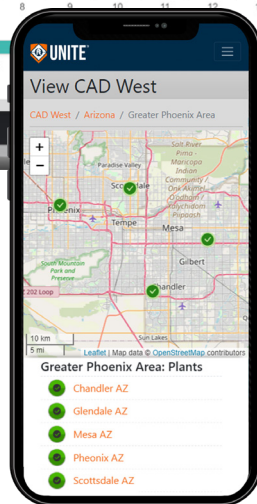 8 9 10 11 12
UNITE
View CAD West
CAD West / Arizona / Greater Phoenix Area
+
−
Salt River
Pima -
Maricopa
Indian
Community /
Paradise Valley
Scottsdale
Phoenix
Tempe
Mesa
South Mountain
Park and
Preserve
Gilbert
202 Loop
Chandler
10 km
Sun Lakes
5 mi
Leaflet | Map data © OpenStreetMap contributors
Greater Phoenix Area: Plants
Chandler AZ
Glendale AZ
Mesa AZ
Pheonix AZ
Scottsdale AZ